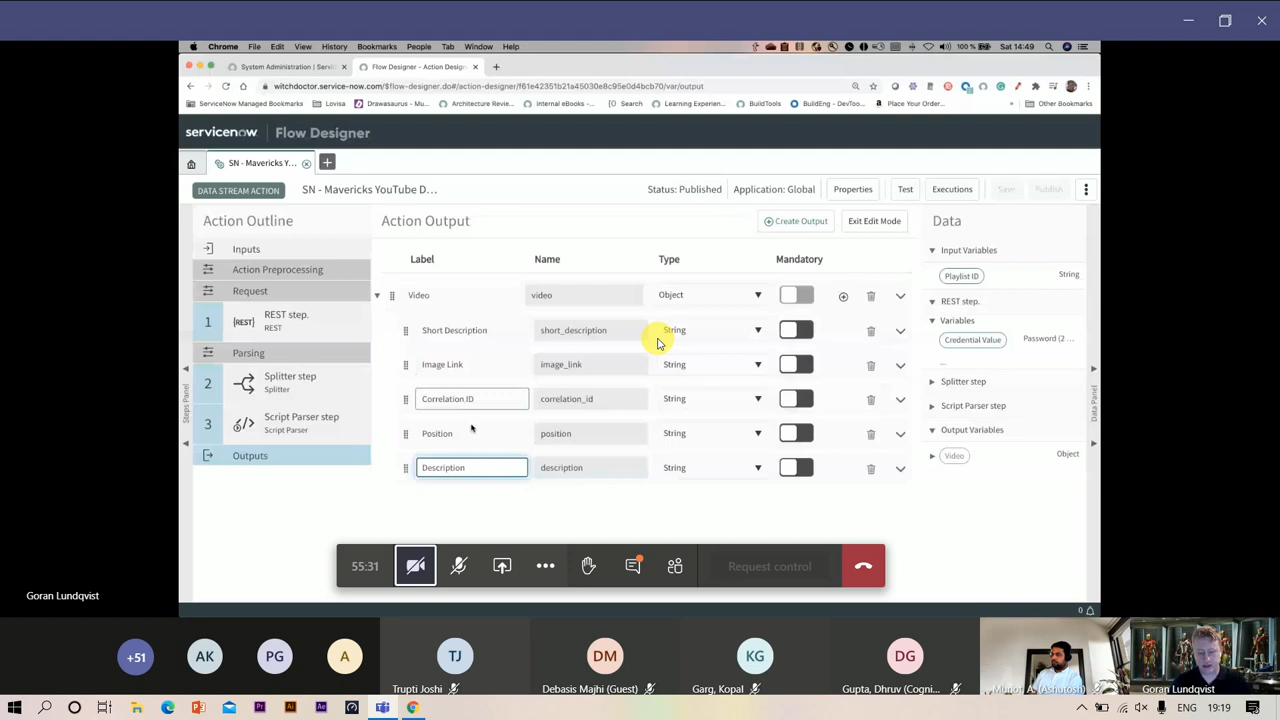 Chrome File Edit View History Bookmarks People Tab Window Help 100 % Sat 14:49
System Administration | Servi Flow Designer - Action Design
witchdoctor.service-now.com/$flow-designer.do#/action-designer/f61e42351b21a45030e8c95c0d4bcb70/var/output
ServiceNow Managed Bookmarks Lovisa Drawasaurus - Mu... Architecture Revie... Internal eBooks -... Search Learning Experien... BuildTools BuildEng - DevToo... Place Your Order... Other Bookmarks
servicenow Flow Designer
SN - Mavericks YouTube D...
DATA STREAM ACTION SN - Mavericks YouTube D... Status: Published Application: Global Properties Test Executions Save Publish
Action Outline Action Output Create Output Exit Edit Mode Data
Inputs Input Variables
Label Name Type Mandatory
Action Preprocessing Playlist ID String
Request Video video Object REST step.
1 REST step. Variables
REST
Short Description short_description String Credential Value Password (2 ...
Parsing Image Link image_link String ...
2 Splitter step Splitter step
Splitter
Correlation ID correlation_id String Script Parser step
3 Script Parser step Output Variables
Script Parser
Position position String
Outputs Video Object
Description description String
Steps Panel Data Panel
55:31 Request control
Goran Lundqvist
0
+51 AK PG A TJ DM KG DG
Trupti Joshi Debasis Majhi (Guest) Garg, Kopal Gupta, Dhruv (Cogni... A. (Ashutosh) Goran Lundqvist
ENG 19:19